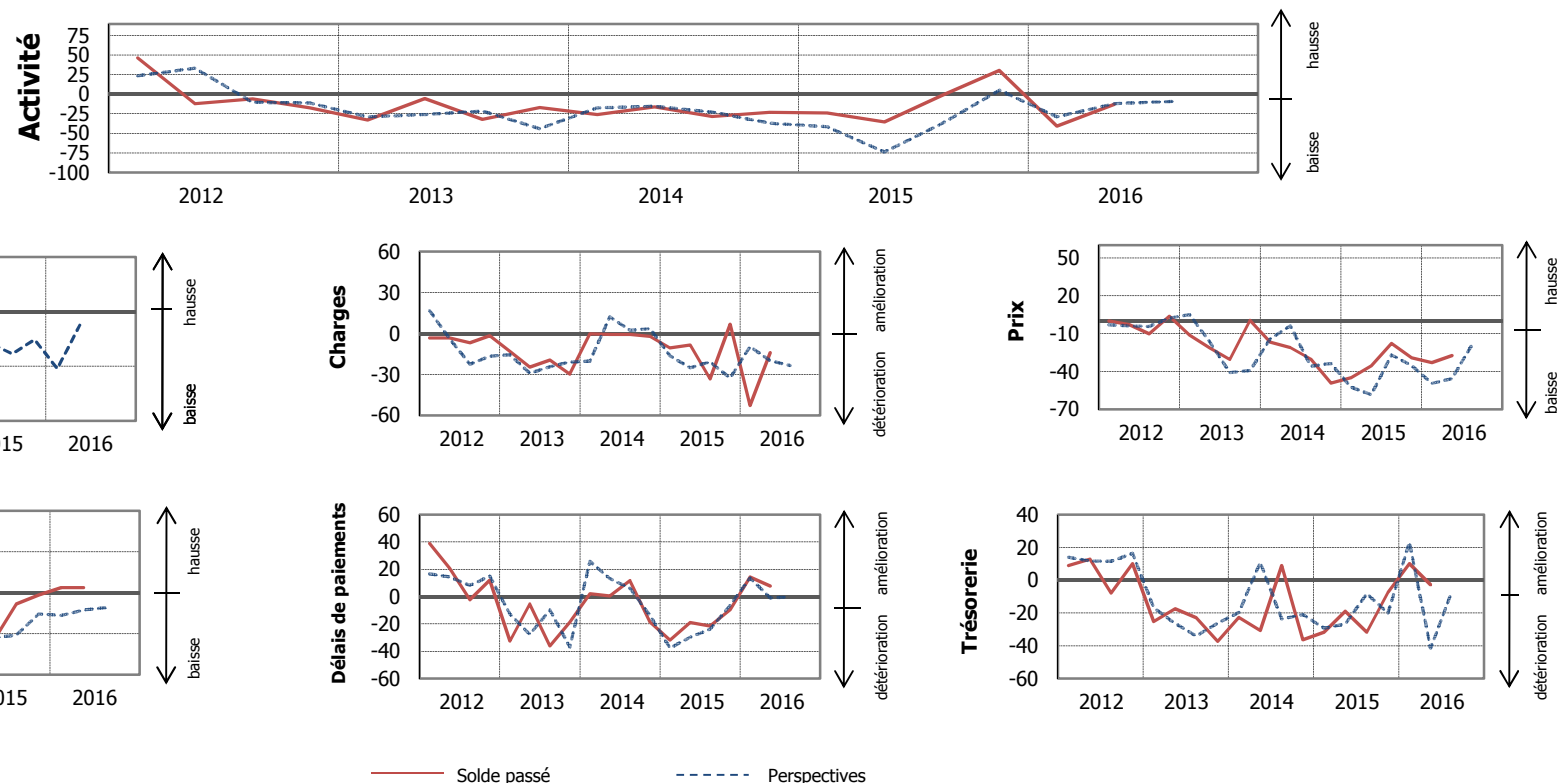 Activité
75
50
25
0
-25
-50
-75
-100
2012 2013 2014 2015 2016
hausse
baisse
015 2016
hausse
baisse
Charges
60
30
0
-30
-60
2012 2013 2014 2015 2016
amélioration
détérioration
Prix
50
20
-10
-40
-70
2012 2013 2014 2015 2016
hausse
baisse
015 2016
hausse
baisse
Délais de paiements
60
40
20
0
-20
-40
-60
2012 2013 2014 2015 2016
amélioration
détérioration
Trésorerie
40
20
0
-20
-40
-60
2012 2013 2014 2015 2016
amélioration
détérioration
Solde passé Perspectives